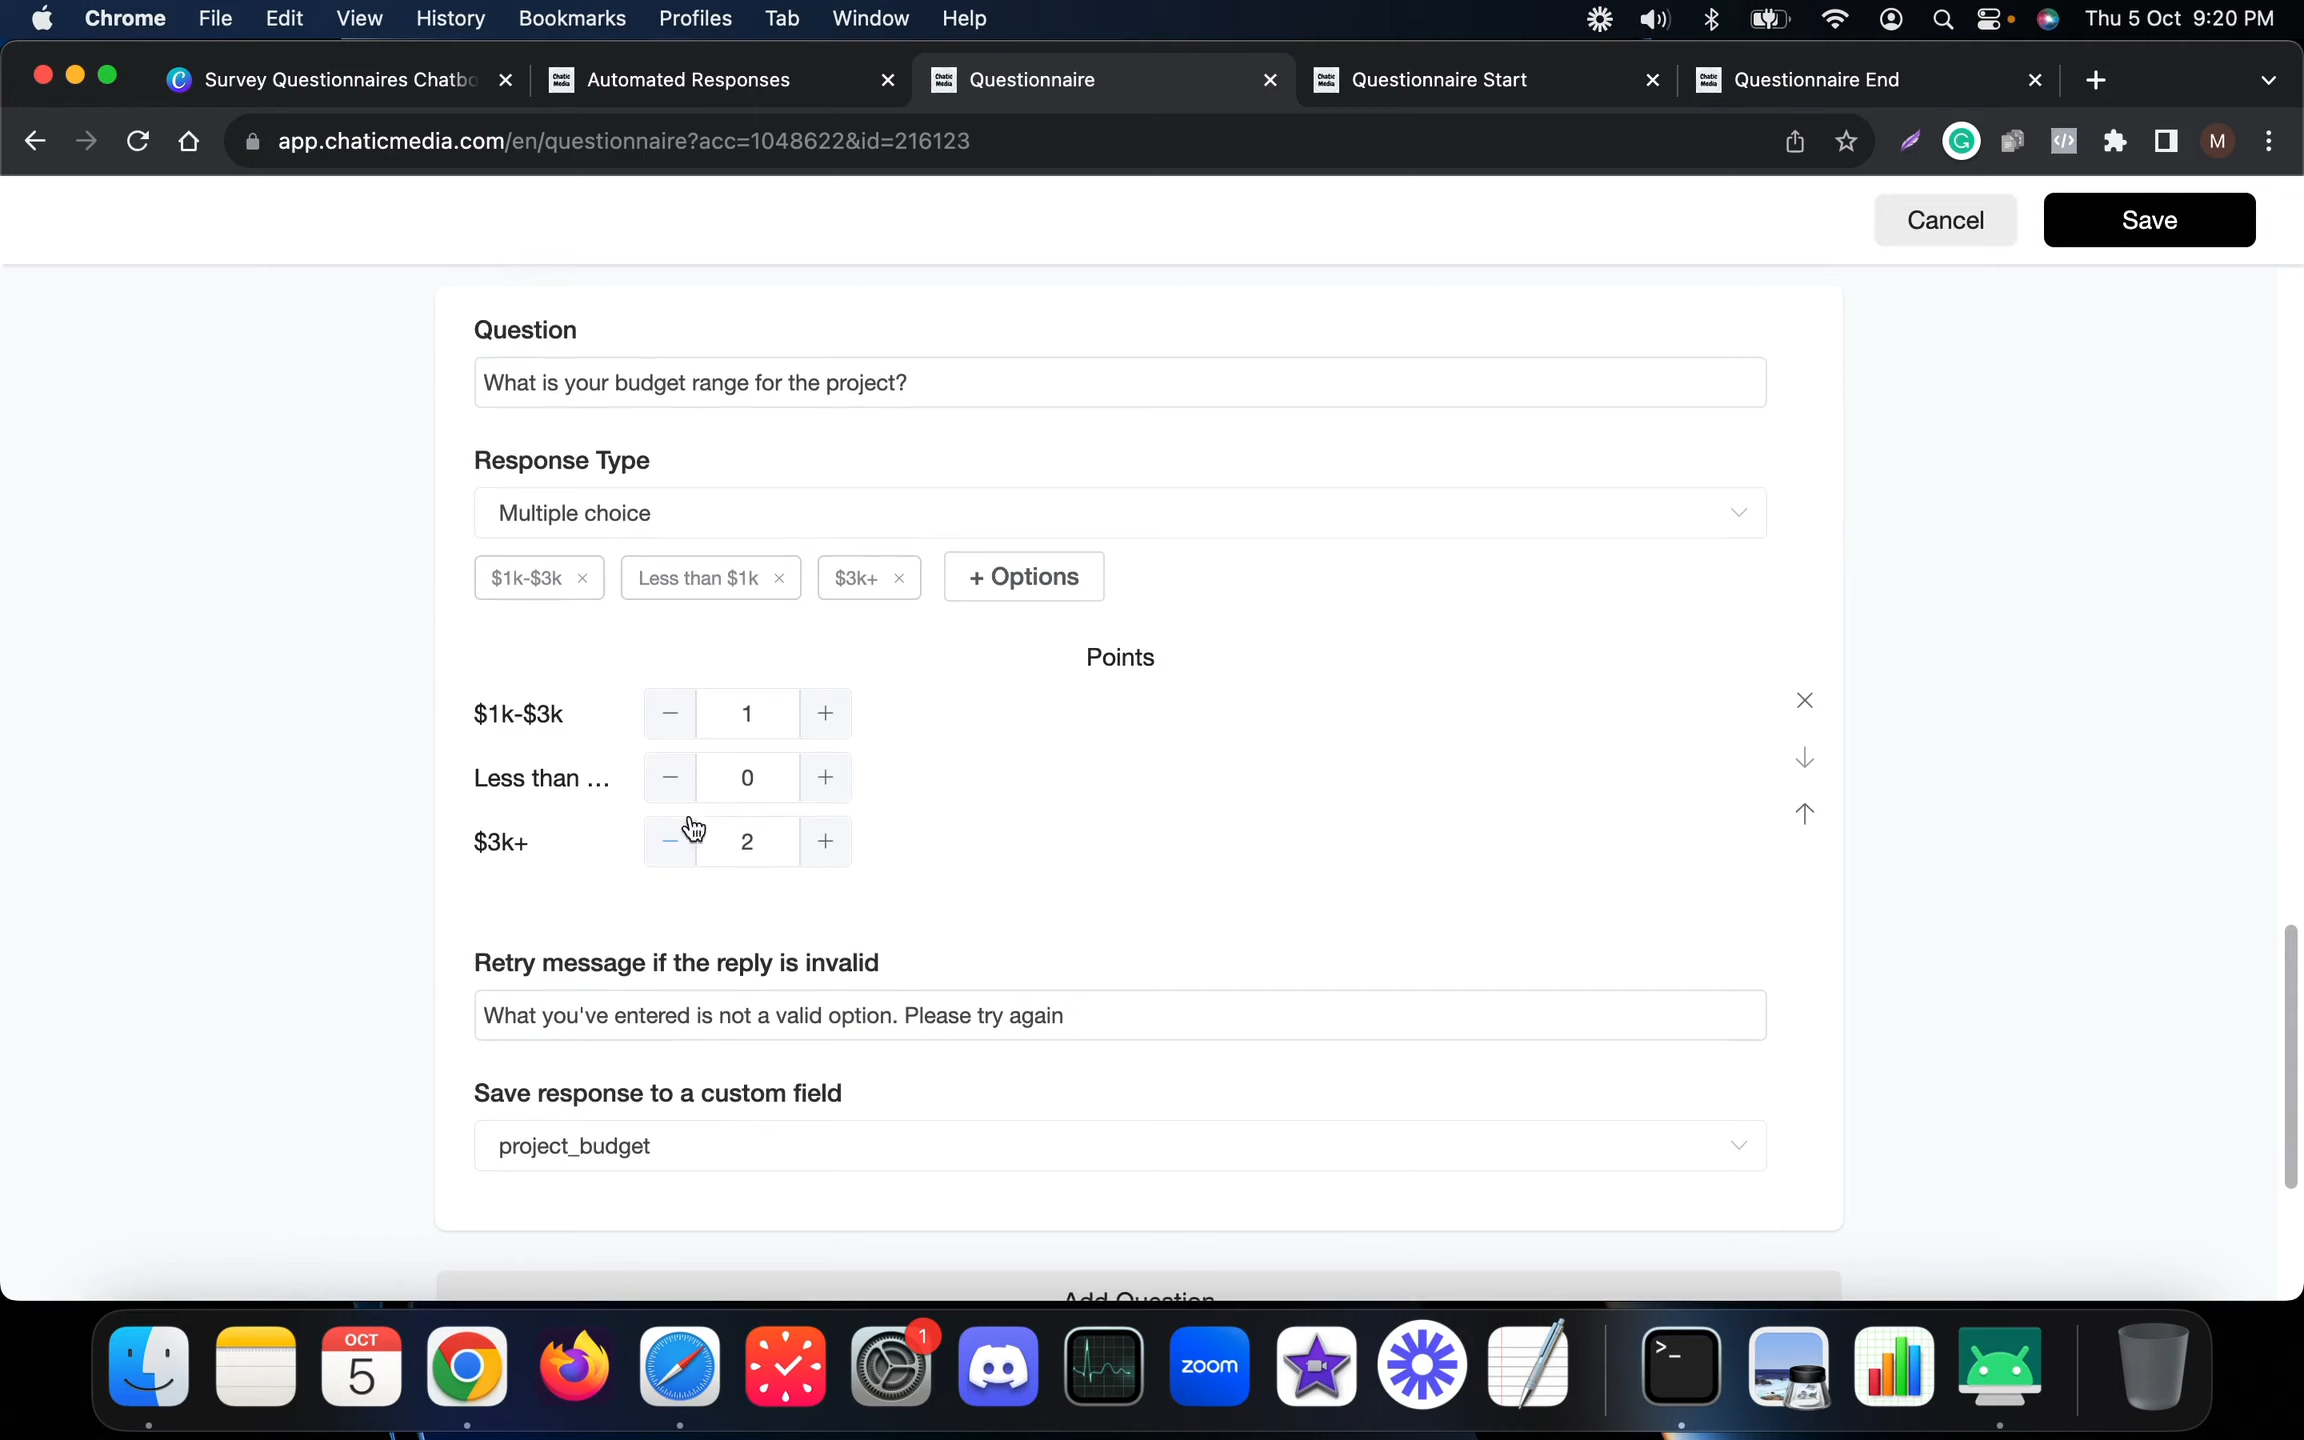 Chrome File Edit View History Bookmarks Profiles Tab Window Help Thu 5 Oct 9:20 PM
Survey Questionnaires Chatbo Automated Responses Questionnaire Questionnaire Start Questionnaire End
app.chaticmedia.com/en/questionnaire?acc=1048622&id=216123 M
Cancel Save
Question
What is your budget range for the project?
Response Type
Multiple choice
$1k-$3k × Less than $1k × $3k+ × + Options
Points
$1k-$3k − 1 +
Less than ... − 0 +
$3k+ − 2 +
Retry message if the reply is invalid
What you've entered is not a valid option. Please try again
Save response to a custom field
project_budget
Add Question
OCT
5
1
zoom